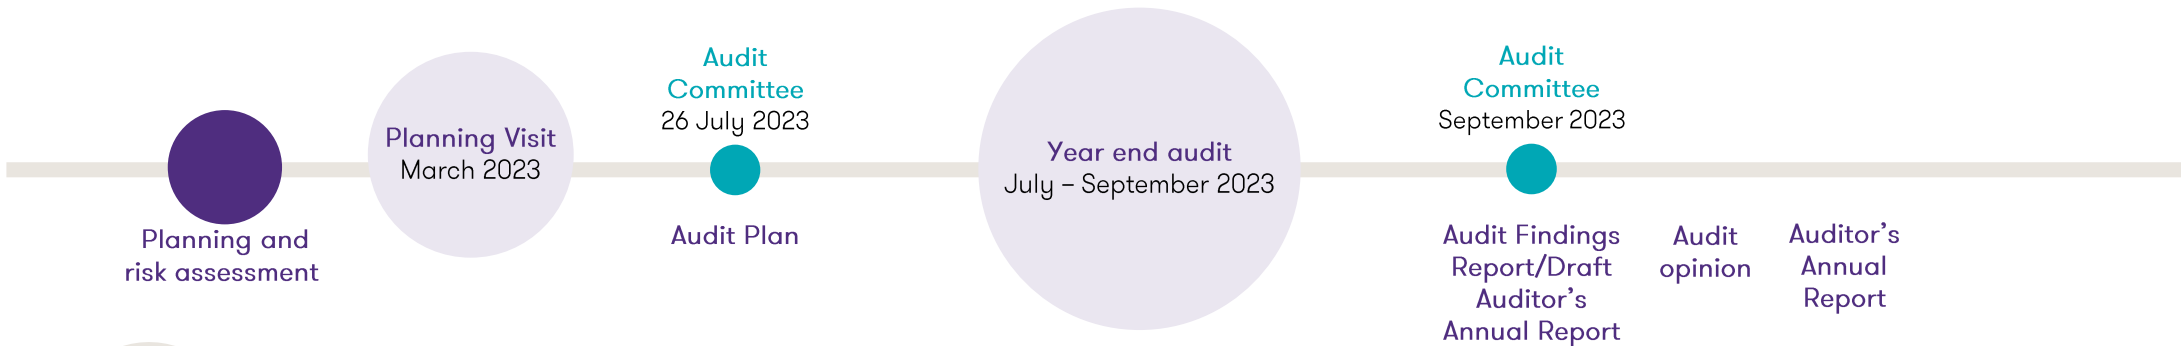 Planning and
risk assessment
Planning Visit
March 2023
Audit
Committee
26 July 2023
Audit Plan
Year end audit
July – September 2023
Audit
Committee
September 2023
Audit Findings
Report/Draft
Auditor’s
Annual Report
Audit
opinion
Auditor’s
Annual
Report